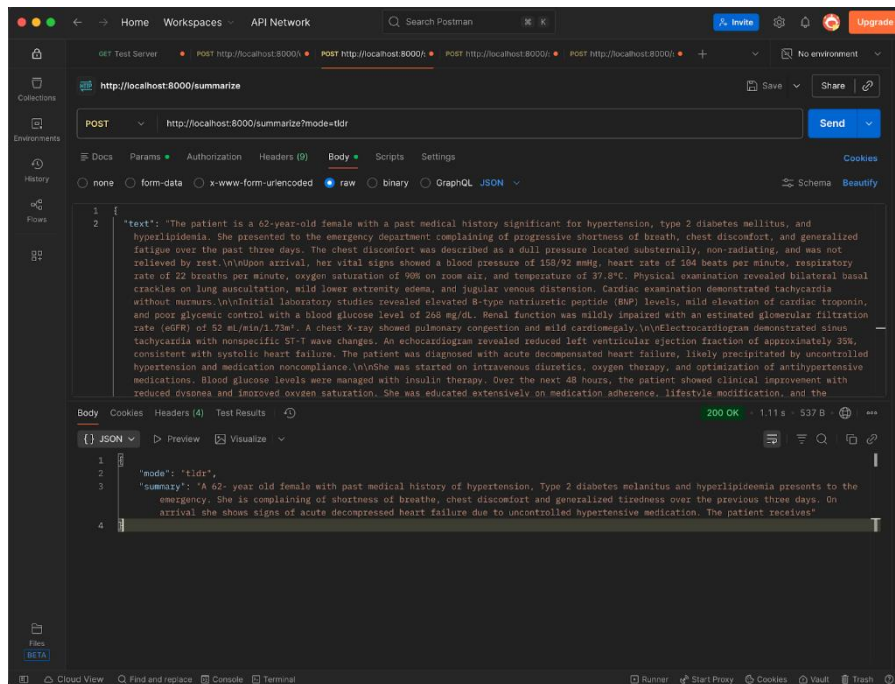 Home Workspaces API Network Search Postman ⌘ K Invite Upgrade
GET Test Server POST http://localhost:8000/\ POST http://localhost:8000/: POST http://localhost:8000/: POST http://localhost:8000/: No environment
Collections
Environments
History
Flows
http://localhost:8000/summarize Save Share
POST http://localhost:8000/summarize?mode=tldr Send
Docs Params Authorization Headers (9) Body Scripts Settings Cookies
none form-data x-www-form-urlencoded raw binary GraphQL JSON Schema Beautify
1 {
2 "text": "The patient is a 62-year-old female with a past medical history significant for hypertension, type 2 diabetes mellitus, and
hyperlipidemia. She presented to the emergency department complaining of progressive shortness of breath, chest discomfort, and generalized
fatigue over the past three days. The chest discomfort was described as a dull pressure located substernally, non-radiating, and was not
relieved by rest.\n\nUpon arrival, her vital signs showed a blood pressure of 158/92 mmHg, heart rate of 104 beats per minute, respiratory
rate of 22 breaths per minute, oxygen saturation of 90% on room air, and temperature of 37.8°C. Physical examination revealed bilateral basal
crackles on lung auscultation, mild lower extremity edema, and jugular venous distension. Cardiac examination demonstrated tachycardia
without murmurs.\n\nInitial laboratory studies revealed elevated B-type natriuretic peptide (BNP) levels, mild elevation of cardiac troponin,
and poor glycemic control with a blood glucose level of 268 mg/dL. Renal function was mildly impaired with an estimated glomerular filtration
rate (eGFR) of 52 mL/min/1.73m². A chest X-ray showed pulmonary congestion and mild cardiomegaly.\n\nElectrocardiogram demonstrated sinus
tachycardia with nonspecific ST-T wave changes. An echocardiogram revealed reduced left ventricular ejection fraction of approximately 35%,
consistent with systolic heart failure. The patient was diagnosed with acute decompensated heart failure, likely precipitated by uncontrolled
hypertension and medication noncompliance.\n\nShe was started on intravenous diuretics, oxygen therapy, and optimization of antihypertensive
medications. Blood glucose levels were managed with insulin therapy. Over the next 48 hours, the patient showed clinical improvement with
reduced dyspnea and improved oxygen saturation. She was educated extensively on medication adherence, lifestyle modification, and the
Body Cookies Headers (4) Test Results 200 OK 1.11 s 537 B
{} JSON Preview Visualize
1 {
2 "mode": "tldr",
3 "summary": "A 62- year old female with past medical history of hypertension, Type 2 diabetes melanitus and hyperlipideemia presents to the
emergency. She is complaining of shortness of breathe, chest discomfort and generalized tiredness over the previous three days. On
arrival she shows signs of acute decompressed heart failure due to uncontrolled hypertensive medication. The patient receives"
4 }
Files
BETA
Cloud View Find and replace Console Terminal Runner Start Proxy Cookies Vault Trash